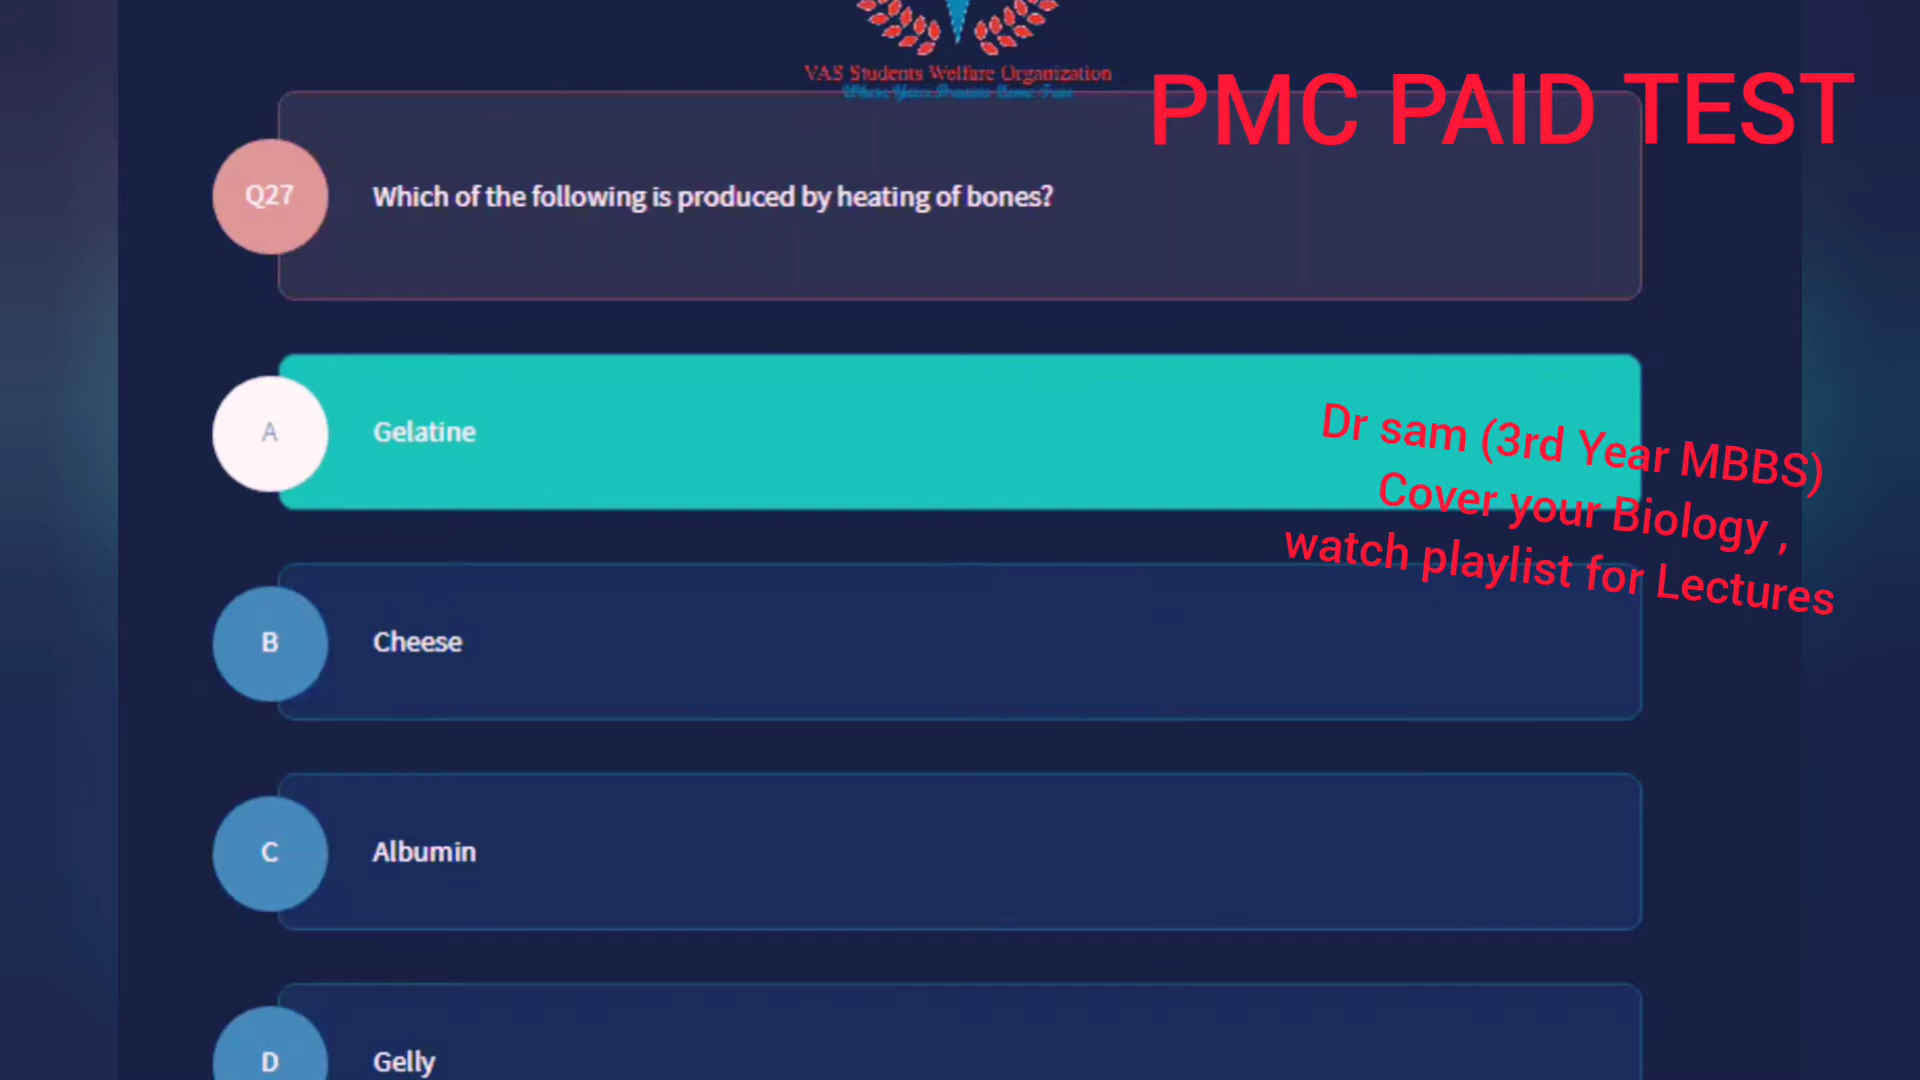 VAS Students Welfare Organization
PMC PAID TEST
Q27
Which of the following is produced by heating of bones?
A
Gelatine
Dr sam (3rd Year MBBS)
Cover your Biology ,
watch playlist for Lectures
B
Cheese
C
Albumin
D
Gelly